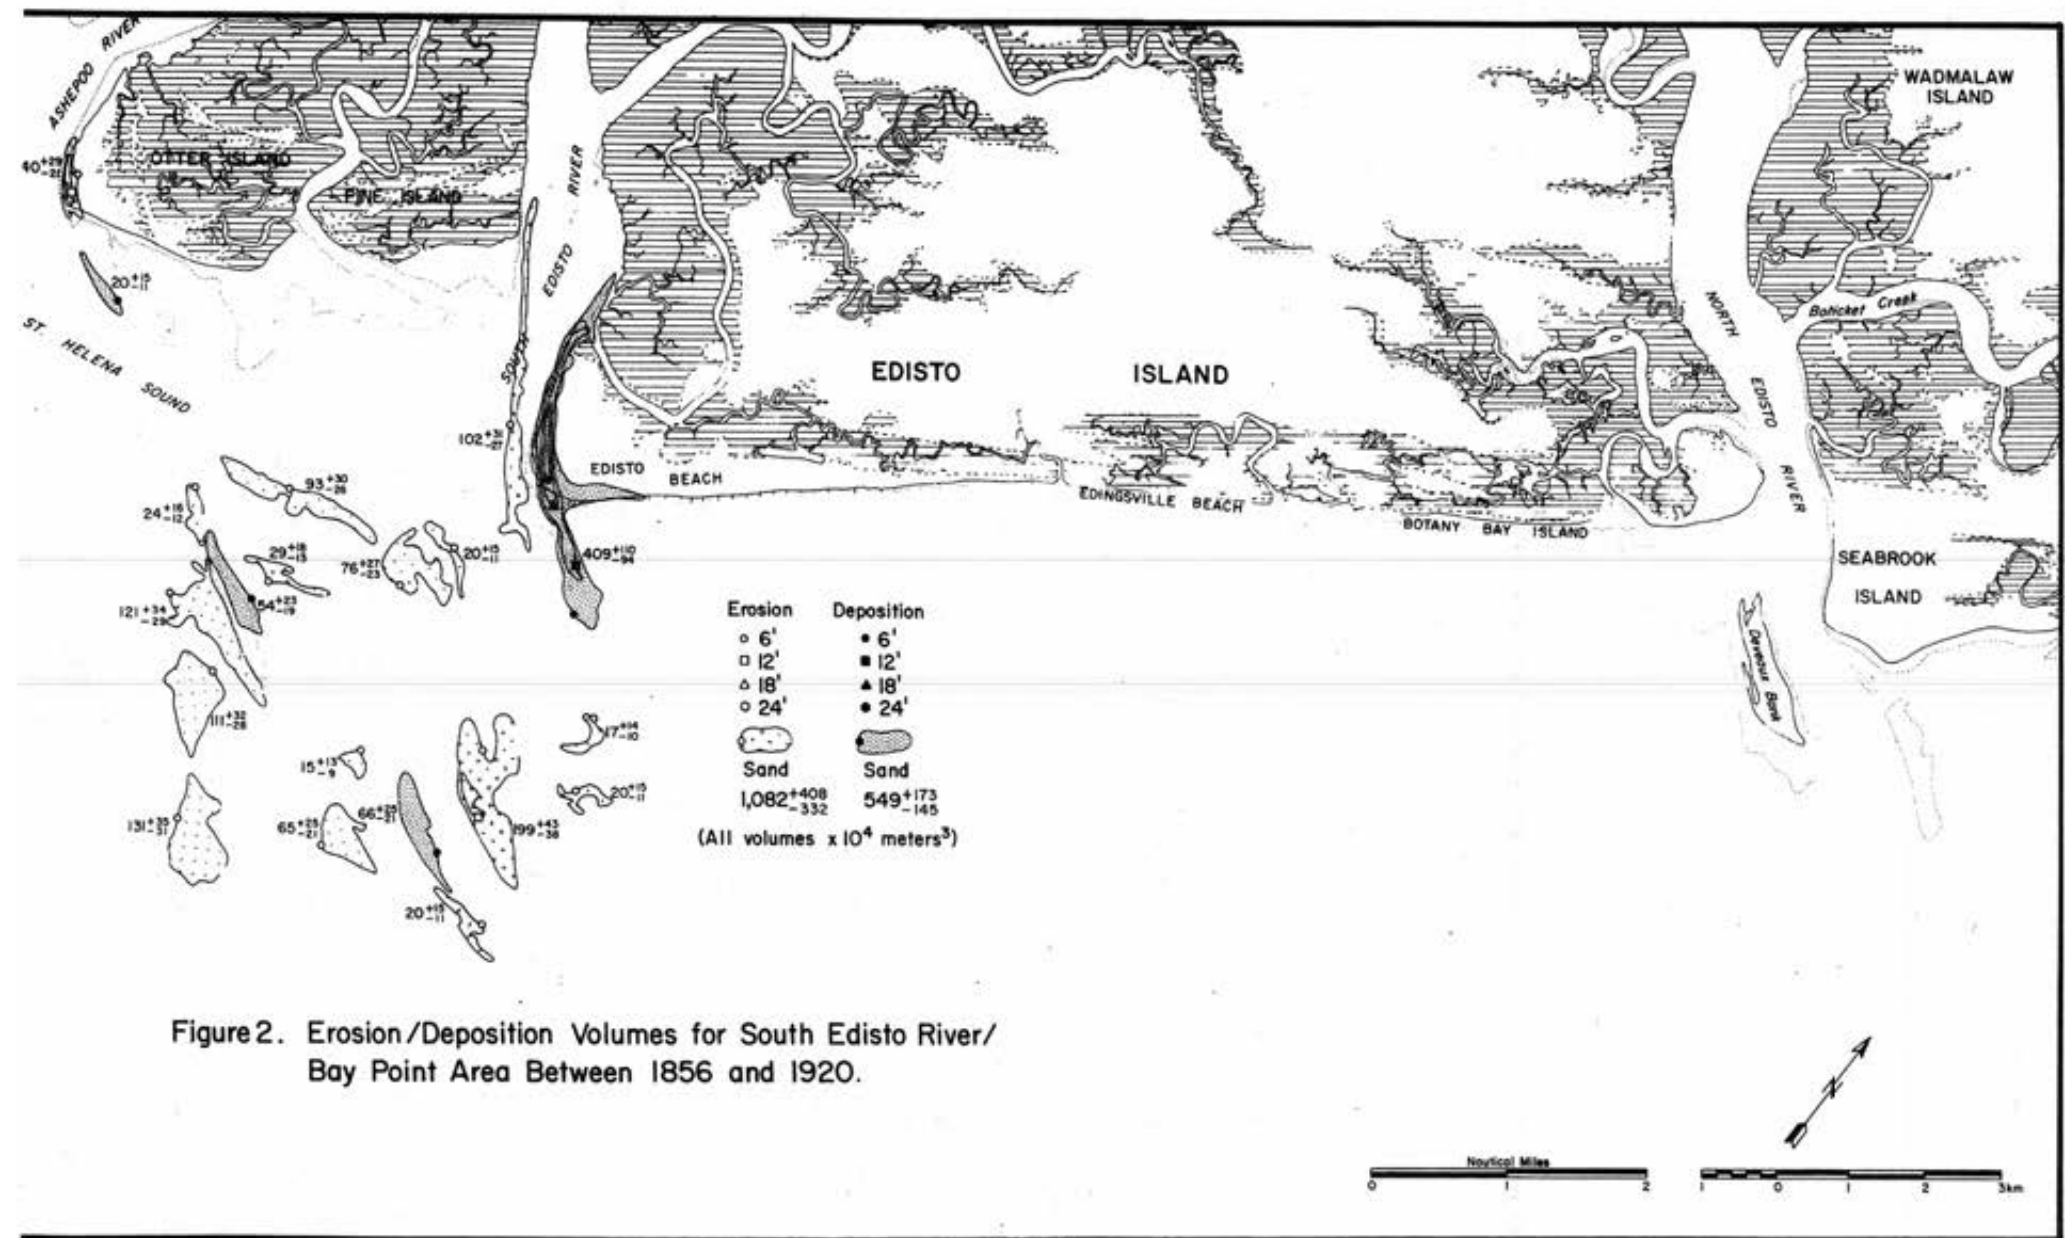 ASHEPOO RIVER
WADMALAW
ISLAND
OTTER ISLAND
PINE ISLAND
40+29-21
20+15-11
ST. HELENA SOUND
SOUTH EDISTO RIVER
Bohicket Creek
NORTH EDISTO RIVER
EDISTO ISLAND
102+31-27
EDISTO BEACH
EDINGSVILLE BEACH
BOTANY BAY ISLAND
SEABROOK
ISLAND
Deveaux Bank
93+30-26
24+16-12
29+18-15
76+27-23
20+15-11
409+110-94
54+23-19
121+34-29
111+32-28
17+14-10
15+13-9
20+15-11
131+35-31
65+25-21
66+25-21
199+43-38
20+15-11
Erosion Deposition
○ 6' ● 6'
□ 12' ■ 12'
△ 18' ▲ 18'
○ 24' ● 24'
Sand Sand
1,082+408-332 549+173-145
(All volumes x 10⁴ meters³)
Figure 2. Erosion/Deposition Volumes for South Edisto River/
Bay Point Area Between 1856 and 1920.
N
Nautical Miles
0 1 2
1 0 1 2 3km